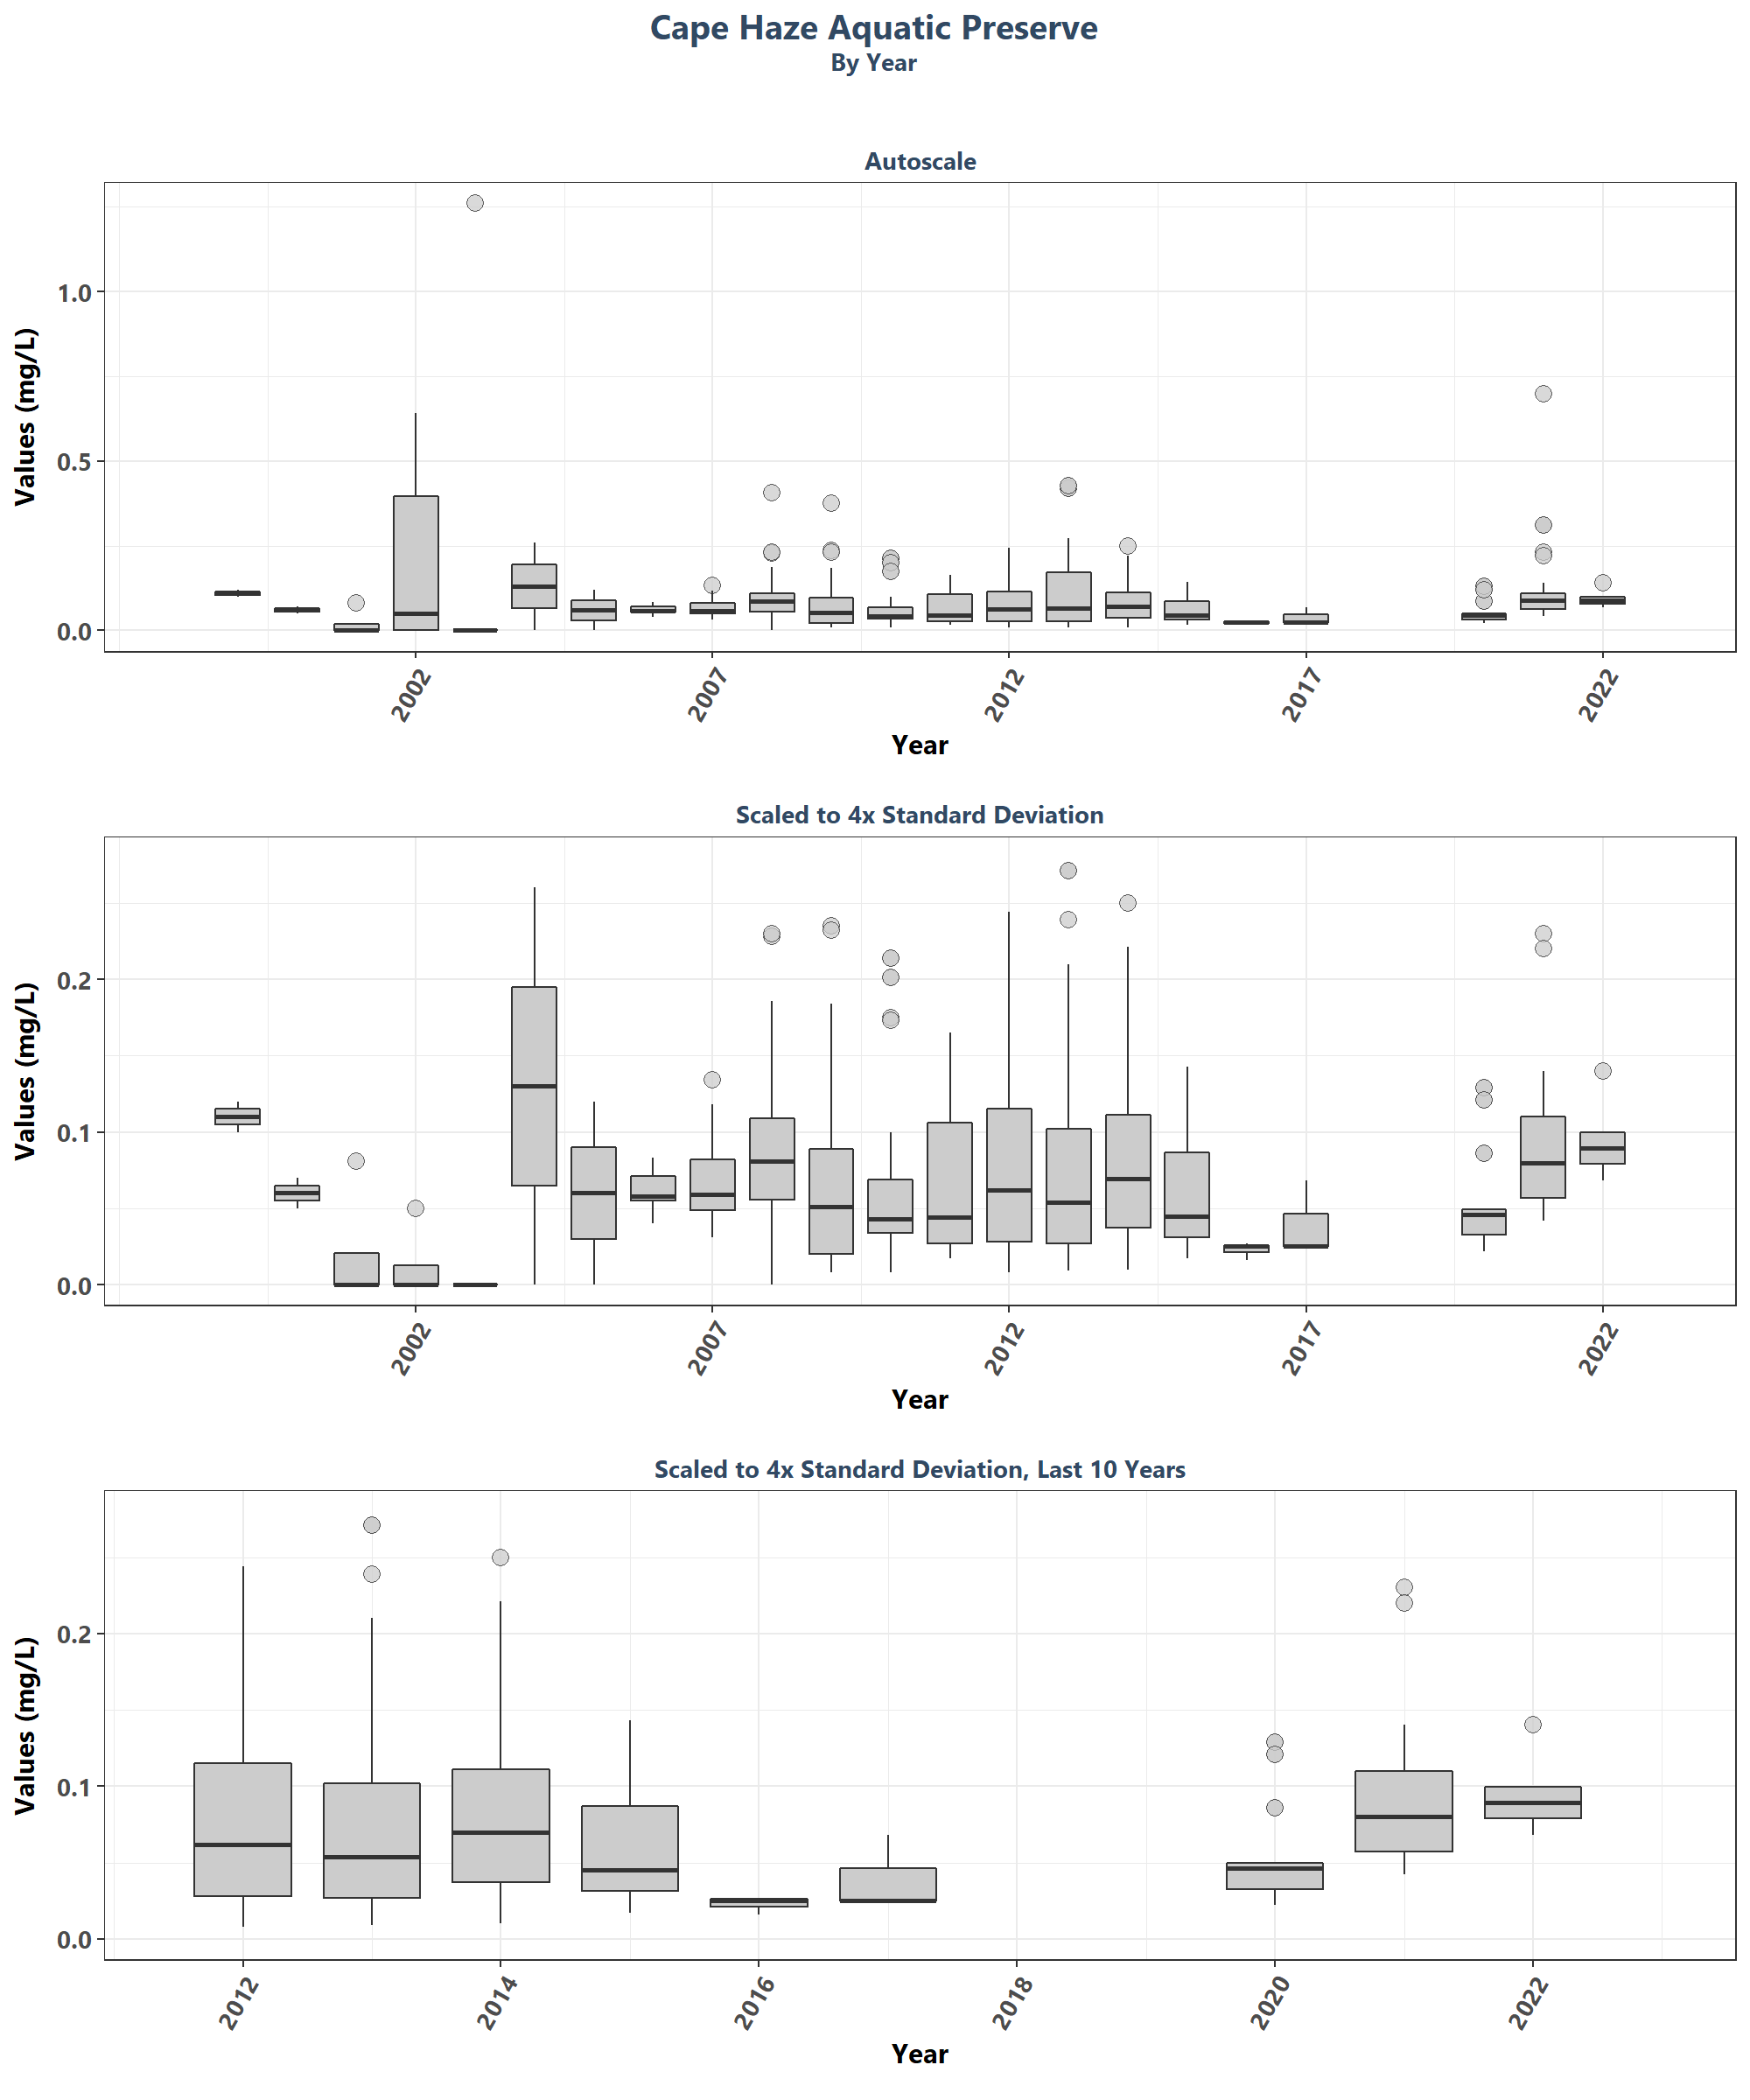 Cape Haze Aquatic Preserve
By Year
Autoscale
Values (mg/L)
1.0
0.5
0.0
2002
2007
2012
2017
2022
Year
Scaled to 4x Standard Deviation
Values (mg/L)
0.2
0.1
0.0
2002
2007
2012
2017
2022
Year
Scaled to 4x Standard Deviation, Last 10 Years
Values (mg/L)
0.2
0.1
0.0
2012
2014
2016
2018
2020
2022
Year